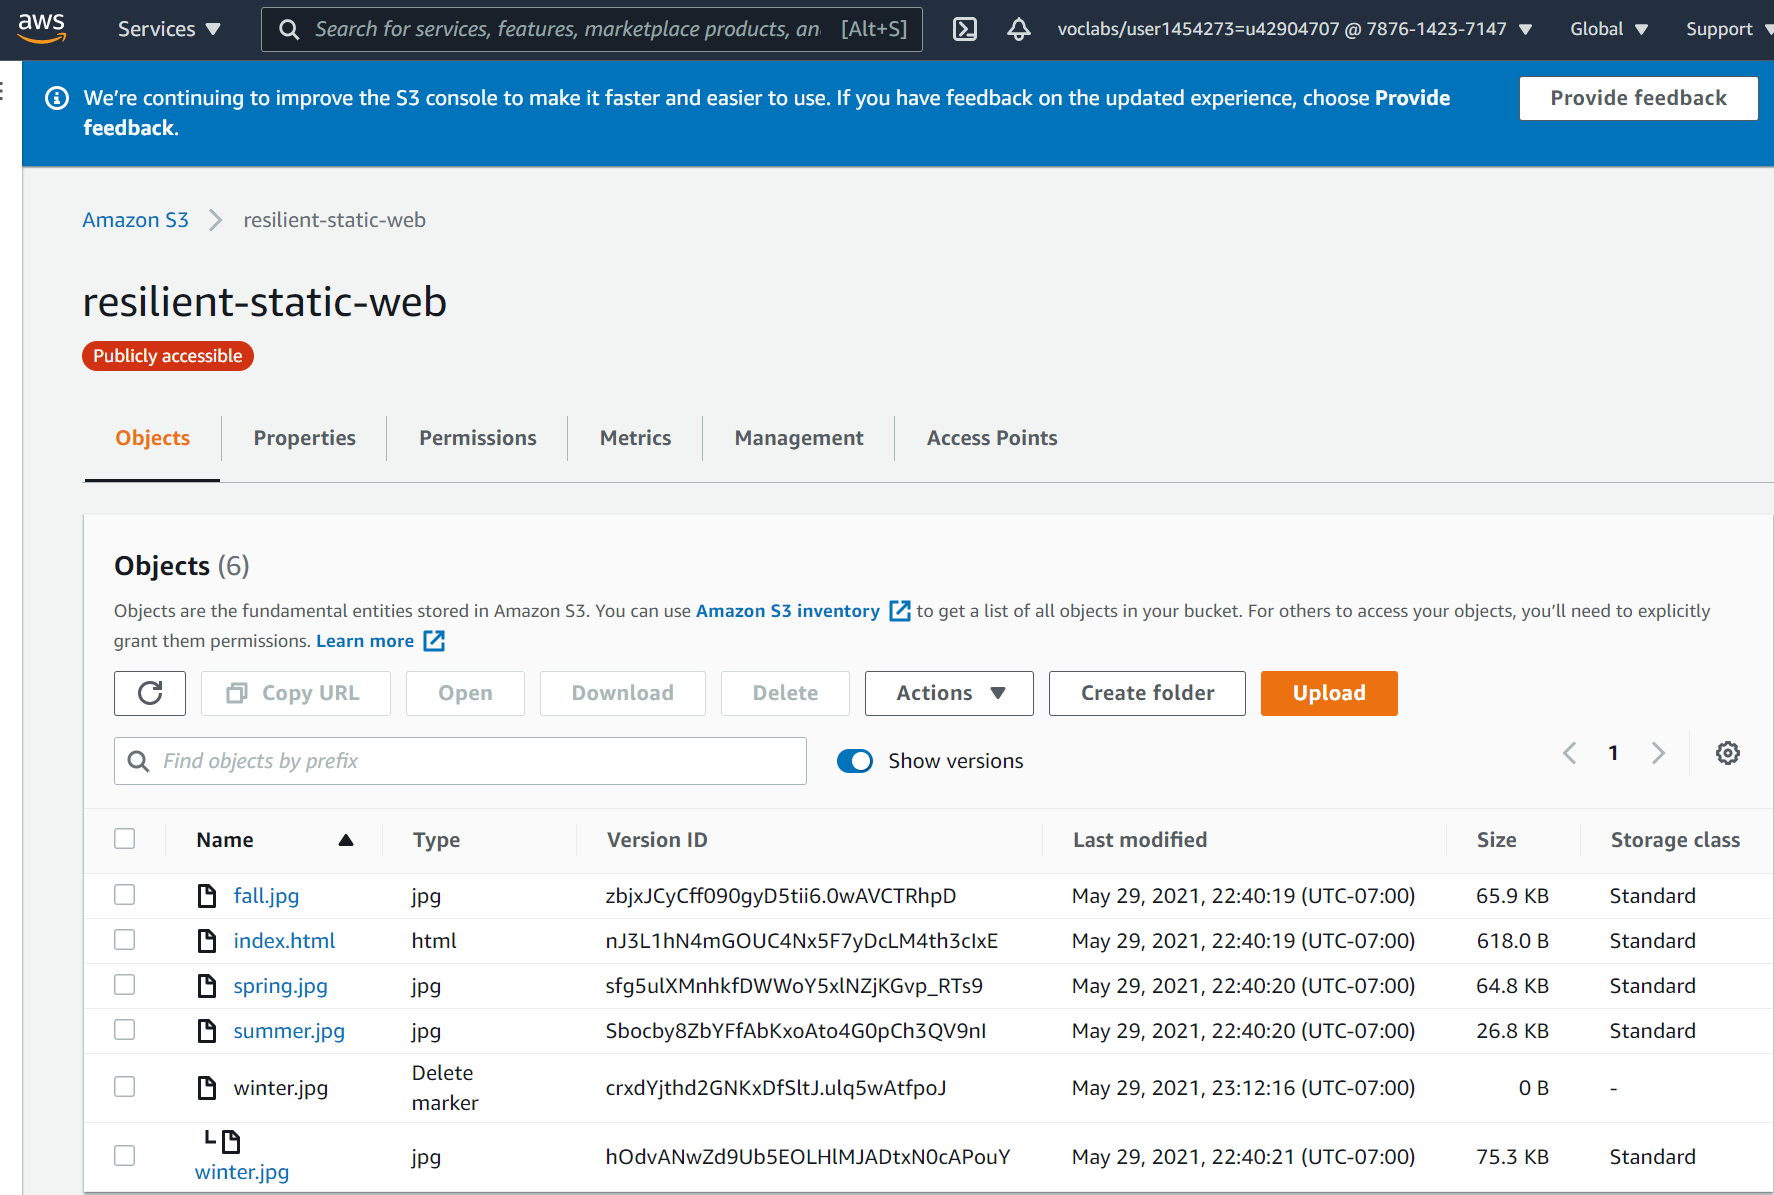 aws Services Search for services, features, marketplace products, an [Alt+S] voclabs/user1454273=u42904707 @ 7876-1423-7147 Global Support
We're continuing to improve the S3 console to make it faster and easier to use. If you have feedback on the updated experience, choose Provide
feedback.
Provide feedback
Amazon S3 resilient-static-web
resilient-static-web
Publicly accessible
Objects Properties Permissions Metrics Management Access Points
Objects (6)
Objects are the fundamental entities stored in Amazon S3. You can use Amazon S3 inventory to get a list of all objects in your bucket. For others to access your objects, you'll need to explicitly
grant them permissions. Learn more
Copy URL Open Download Delete Actions Create folder Upload
Find objects by prefix Show versions 1
Name Type Version ID Last modified Size Storage class
fall.jpg jpg zbjxJCyCff090gyD5tii6.0wAVCTRhpD May 29, 2021, 22:40:19 (UTC-07:00) 65.9 KB Standard
index.html html nJ3L1hN4mGOUC4Nx5F7yDcLM4th3cIxE May 29, 2021, 22:40:19 (UTC-07:00) 618.0 B Standard
spring.jpg jpg sfg5ulXMnhkfDWWoY5xlNZjKGvp_RTs9 May 29, 2021, 22:40:20 (UTC-07:00) 64.8 KB Standard
summer.jpg jpg Sbocby8ZbYFfAbKxoAto4G0pCh3QV9nI May 29, 2021, 22:40:20 (UTC-07:00) 26.8 KB Standard
winter.jpg Delete marker crxdYjthd2GNKxDfSltJ.ulq5wAtfpoJ May 29, 2021, 23:12:16 (UTC-07:00) 0 B -
winter.jpg jpg hOdvANwZd9Ub5EOLHlMJADtxN0cAPouY May 29, 2021, 22:40:21 (UTC-07:00) 75.3 KB Standard